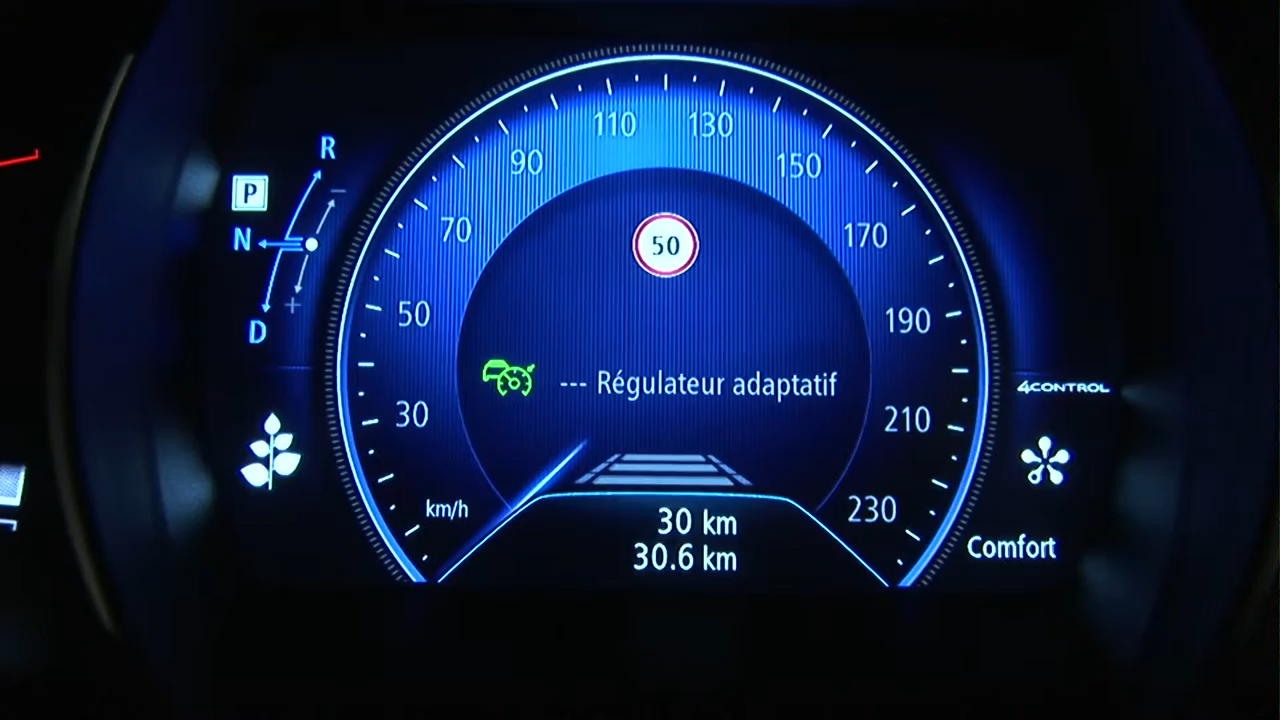 R
P
N
D
30
50
70
90
110
130
150
170
190
210
230
km/h
50
--- Régulateur adaptatif
30 km
30.6 km
4CONTROL
Comfort